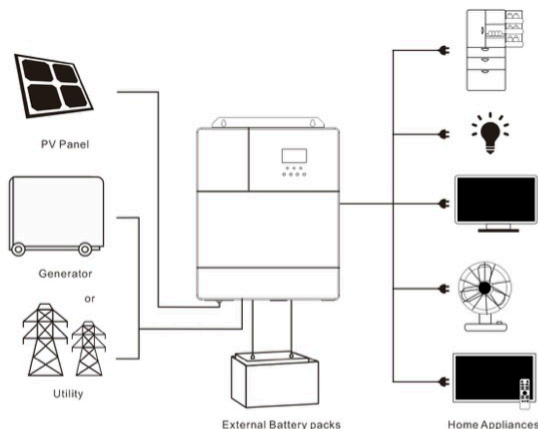 PV Panel
Generator
or
Utility
External Battery packs
Home Appliances